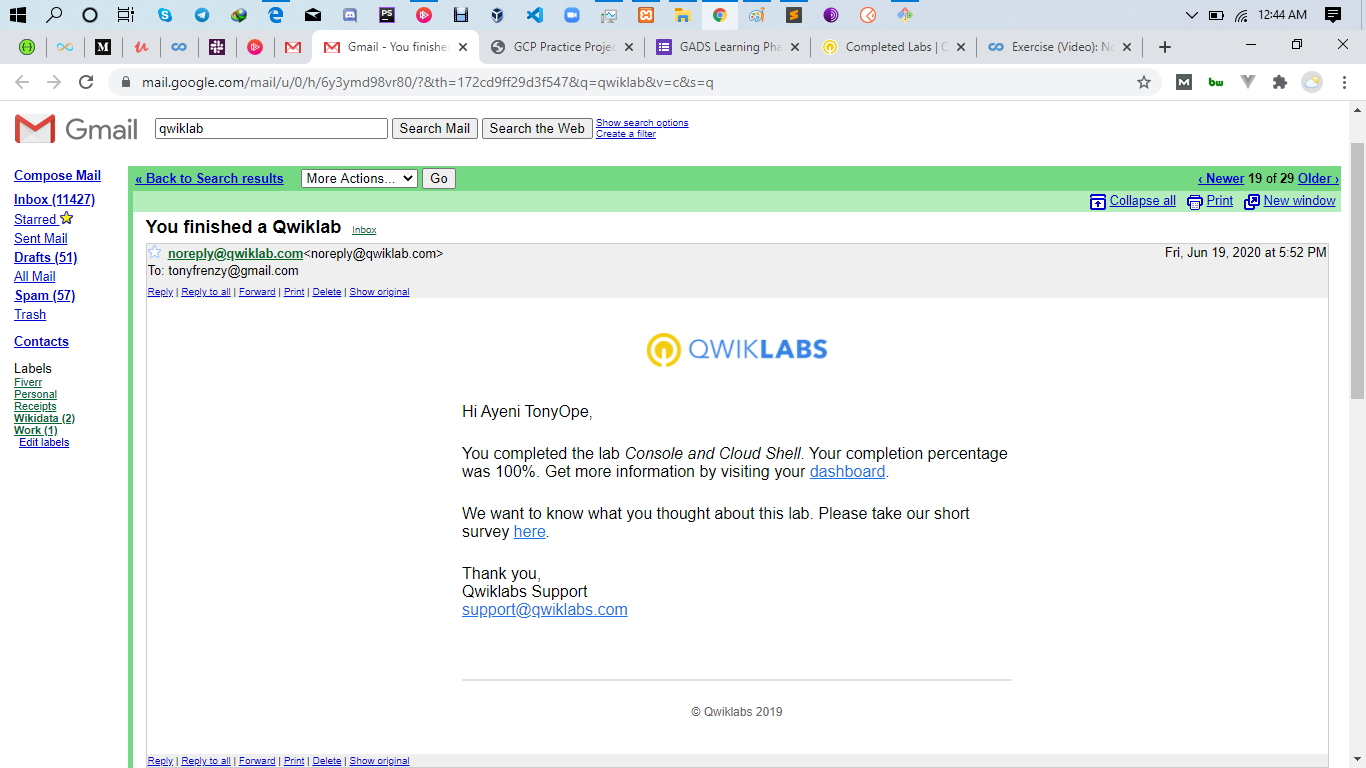 12:44 AM
Gmail - You finishe
GCP Practice Projec
GADS Learning Pha
Completed Labs | C
Exercise (Video): No
mail.google.com/mail/u/0/h/6y3ymd98vr80/?&th=172cd9ff29d3f547&q=qwiklab&v=c&s=q
Gmail
qwiklab
Search Mail
Search the Web
Show search options
Create a filter
Compose Mail
Inbox (11427)
Starred
Sent Mail
Drafts (51)
All Mail
Spam (57)
Trash
Contacts
Labels
Fiverr
Personal
Receipts
Wikidata (2)
Work (1)
Edit labels
« Back to Search results More Actions... Go ‹ Newer 19 of 29 Older ›
Collapse all Print New window
You finished a Qwiklab Inbox
noreply@qwiklab.com<noreply@qwiklab.com> Fri, Jun 19, 2020 at 5:52 PM
To: tonyfrenzy@gmail.com
Reply | Reply to all | Forward | Print | Delete | Show original
QWIKLABS
Hi Ayeni TonyOpe,
You completed the lab Console and Cloud Shell. Your completion percentage
was 100%. Get more information by visiting your dashboard.
We want to know what you thought about this lab. Please take our short
survey here.
Thank you,
Qwiklabs Support
support@qwiklabs.com
© Qwiklabs 2019
Reply | Reply to all | Forward | Print | Delete | Show original